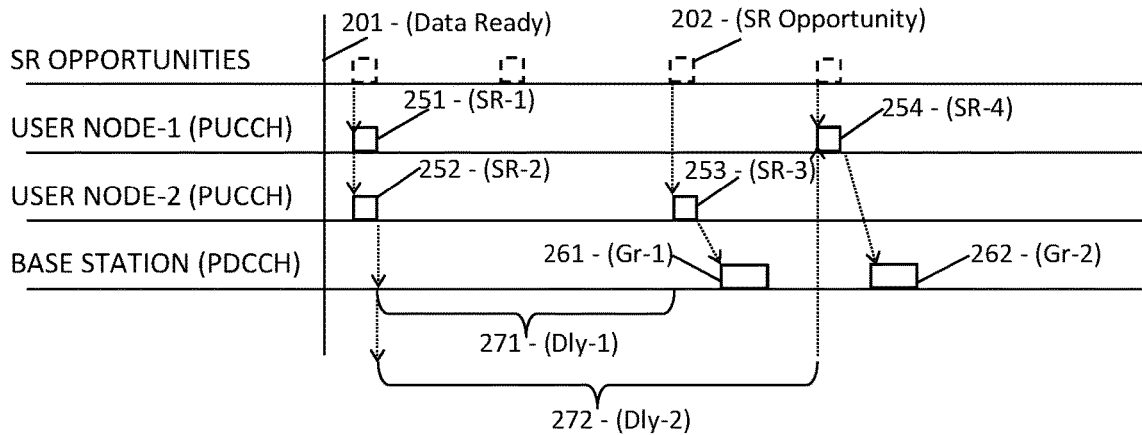 201 - (Data Ready)
202 - (SR Opportunity)
SR OPPORTUNITIES
251 - (SR-1)
254 - (SR-4)
USER NODE-1 (PUCCH)
252 - (SR-2)
253 - (SR-3)
USER NODE-2 (PUCCH)
261 - (Gr-1)
262 - (Gr-2)
BASE STATION (PDCCH)
271 - (Dly-1)
272 - (Dly-2)